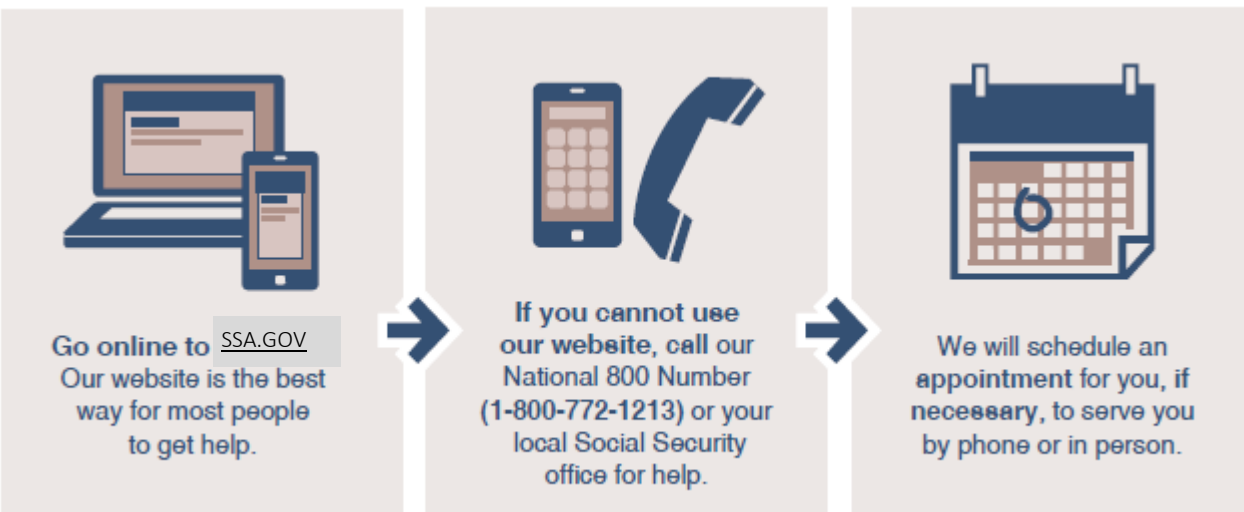 Go online to SSA.GOV
Our website is the best
way for most people
to get help.
If you cannot use
our website, call our
National 800 Number
(1-800-772-1213) or your
local Social Security
office for help.
We will schedule an
appointment for you, if
necessary, to serve you
by phone or in person.